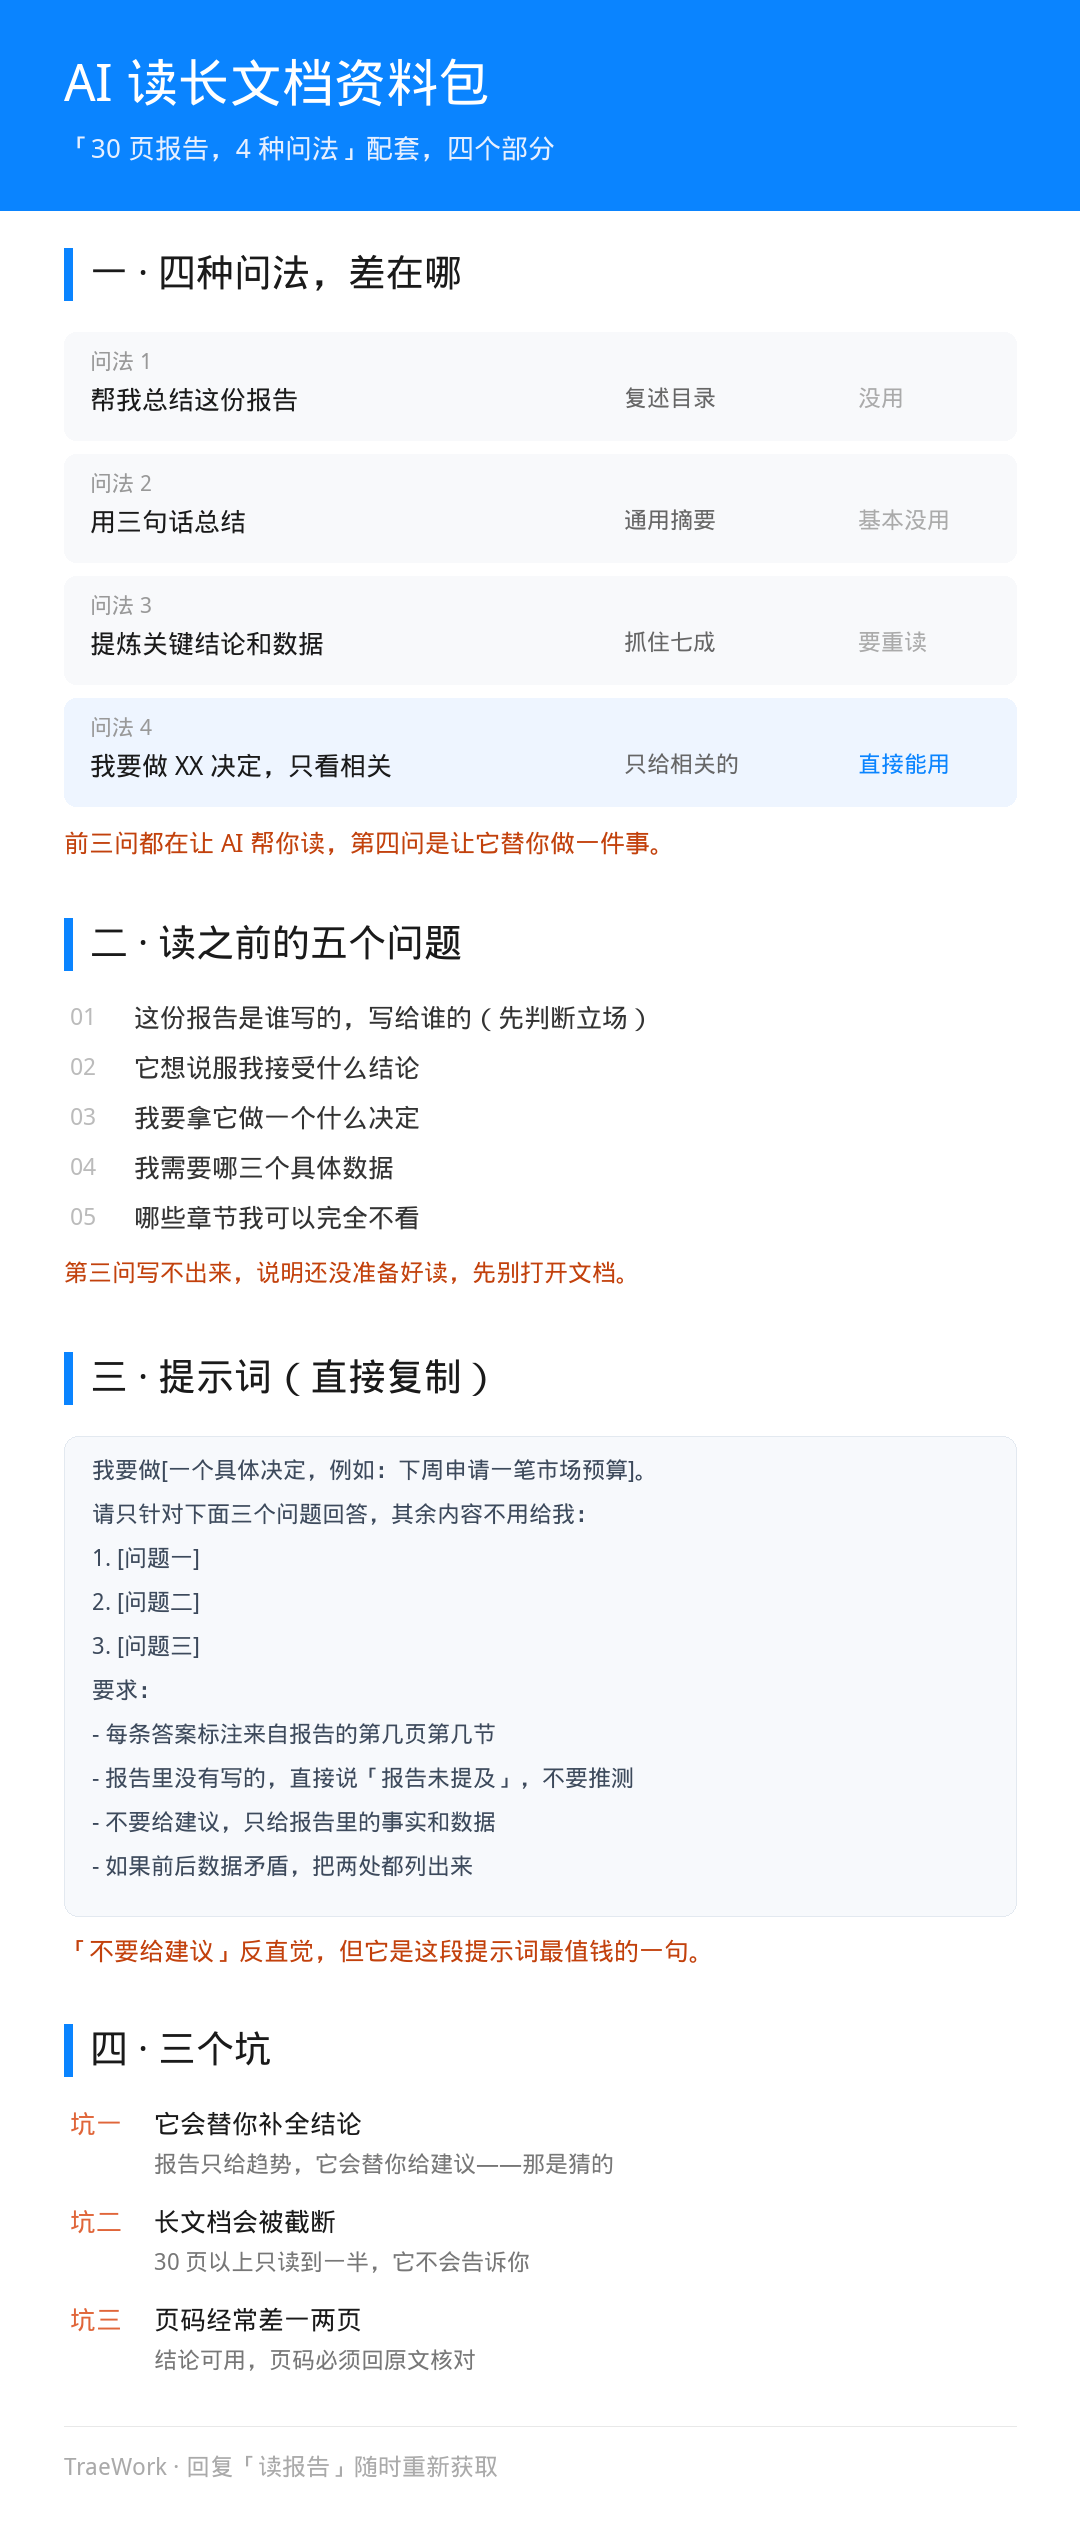 AI 读长文档资料包
「30 页报告，4 种问法」配套，四个部分
一 · 四种问法，差在哪
问法 1
帮我总结这份报告 复述目录 没用
问法 2
用三句话总结 通用摘要 基本没用
问法 3
提炼关键结论和数据 抓住七成 要重读
问法 4
我要做 XX 决定，只看相关 只给相关的 直接能用
前三问都在让 AI 帮你读，第四问是让它替你做一件事。
二 · 读之前的五个问题
01 这份报告是谁写的，写给谁的（先判断立场）
02 它想说服我接受什么结论
03 我要拿它做一个什么决定
04 我需要哪三个具体数据
05 哪些章节我可以完全不看
第三问写不出来，说明还没准备好读，先别打开文档。
三 · 提示词（直接复制）
我要做[一个具体决定，例如：下周申请一笔市场预算]。
请只针对下面三个问题回答，其余内容不用给我：
1. [问题一]
2. [问题二]
3. [问题三]
要求：
- 每条答案标注来自报告的第几页第几节
- 报告里没有写的，直接说「报告未提及」，不要推测
- 不要给建议，只给报告里的事实和数据
- 如果前后数据矛盾，把两处都列出来
「不要给建议」反直觉，但它是这段提示词最值钱的一句。
四 · 三个坑
坑一 它会替你补全结论
报告只给趋势，它会替你给建议——那是猜的
坑二 长文档会被截断
30 页以上只读到一半，它不会告诉你
坑三 页码经常差一两页
结论可用，页码必须回原文核对
TraeWork · 回复「读报告」随时重新获取